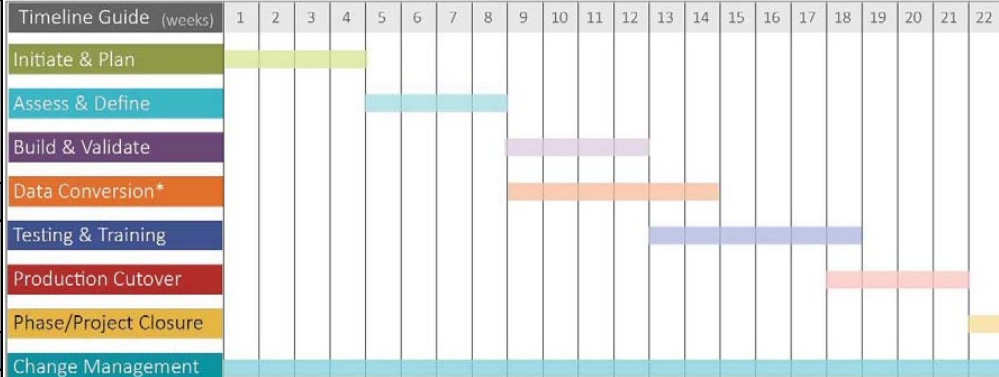 Timeline Guide (weeks) 1 2 3 4 5 6 7 8 9 10 11 12 13 14 15 16 17 18 19 20 21 22
Initiate & Plan
Assess & Define
Build & Validate
Data Conversion*
Testing & Training
Production Cutover
Phase/Project Closure
Change Management